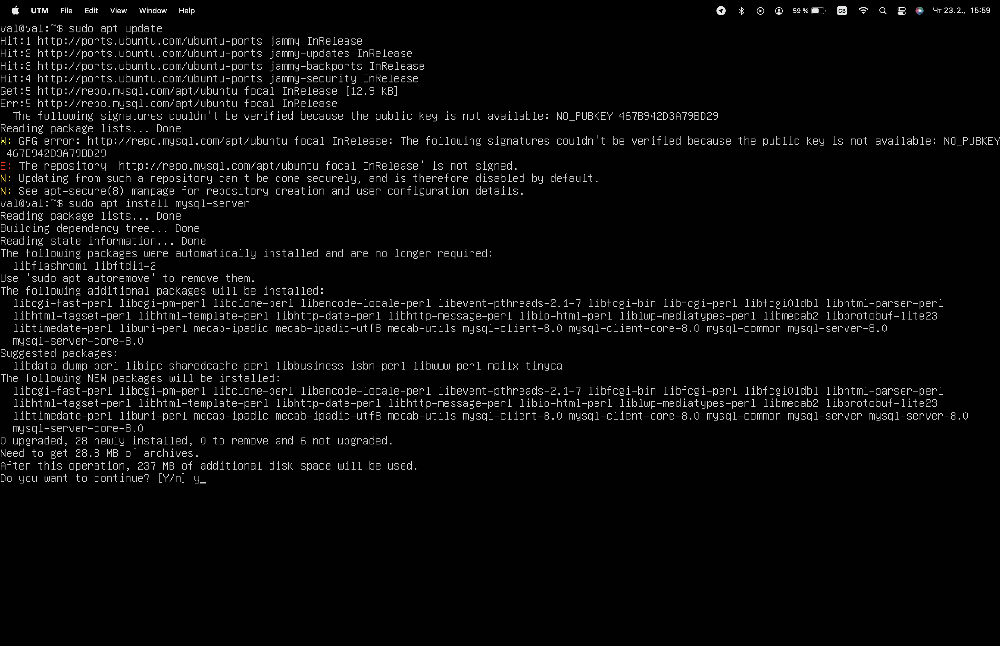 UTM File Edit View Window Help 59 % GB Чт 23.2., 15:59
val@val:~$ sudo apt update
Hit:1 http://ports.ubuntu.com/ubuntu-ports jammy InRelease
Hit:2 http://ports.ubuntu.com/ubuntu-ports jammy-updates InRelease
Hit:3 http://ports.ubuntu.com/ubuntu-ports jammy-backports InRelease
Hit:4 http://ports.ubuntu.com/ubuntu-ports jammy-security InRelease
Get:5 http://repo.mysql.com/apt/ubuntu focal InRelease [12.9 kB]
Err:5 http://repo.mysql.com/apt/ubuntu focal InRelease
  The following signatures couldn't be verified because the public key is not available: NO_PUBKEY 467B942D3A79BD29
Reading package lists... Done
W: GPG error: http://repo.mysql.com/apt/ubuntu focal InRelease: The following signatures couldn't be verified because the public key is not available: NO_PUBKEY
 467B942D3A79BD29
E: The repository 'http://repo.mysql.com/apt/ubuntu focal InRelease' is not signed.
N: Updating from such a repository can't be done securely, and is therefore disabled by default.
N: See apt-secure(8) manpage for repository creation and user configuration details.
val@val:~$ sudo apt install mysql-server
Reading package lists... Done
Building dependency tree... Done
Reading state information... Done
The following packages were automatically installed and are no longer required:
  libflashrom1 libftdi1-2
Use 'sudo apt autoremove' to remove them.
The following additional packages will be installed:
  libcgi-fast-perl libcgi-pm-perl libclone-perl libencode-locale-perl libevent-pthreads-2.1-7 libfcgi-bin libfcgi-perl libfcgi0ldbl libhtml-parser-perl
  libhtml-tagset-perl libhtml-template-perl libhttp-date-perl libhttp-message-perl libio-html-perl liblwp-mediatypes-perl libmecab2 libprotobuf-lite23
  libtimedate-perl liburi-perl mecab-ipadic mecab-ipadic-utf8 mecab-utils mysql-client-8.0 mysql-client-core-8.0 mysql-common mysql-server-8.0
  mysql-server-core-8.0
Suggested packages:
  libdata-dump-perl libipc-sharedcache-perl libbusiness-isbn-perl libwww-perl mailx tinyca
The following NEW packages will be installed:
  libcgi-fast-perl libcgi-pm-perl libclone-perl libencode-locale-perl libevent-pthreads-2.1-7 libfcgi-bin libfcgi-perl libfcgi0ldbl libhtml-parser-perl
  libhtml-tagset-perl libhtml-template-perl libhttp-date-perl libhttp-message-perl libio-html-perl liblwp-mediatypes-perl libmecab2 libprotobuf-lite23
  libtimedate-perl liburi-perl mecab-ipadic mecab-ipadic-utf8 mecab-utils mysql-client-8.0 mysql-client-core-8.0 mysql-common mysql-server mysql-server-8.0
  mysql-server-core-8.0
0 upgraded, 28 newly installed, 0 to remove and 6 not upgraded.
Need to get 28.8 MB of archives.
After this operation, 237 MB of additional disk space will be used.
Do you want to continue? [Y/n] y_